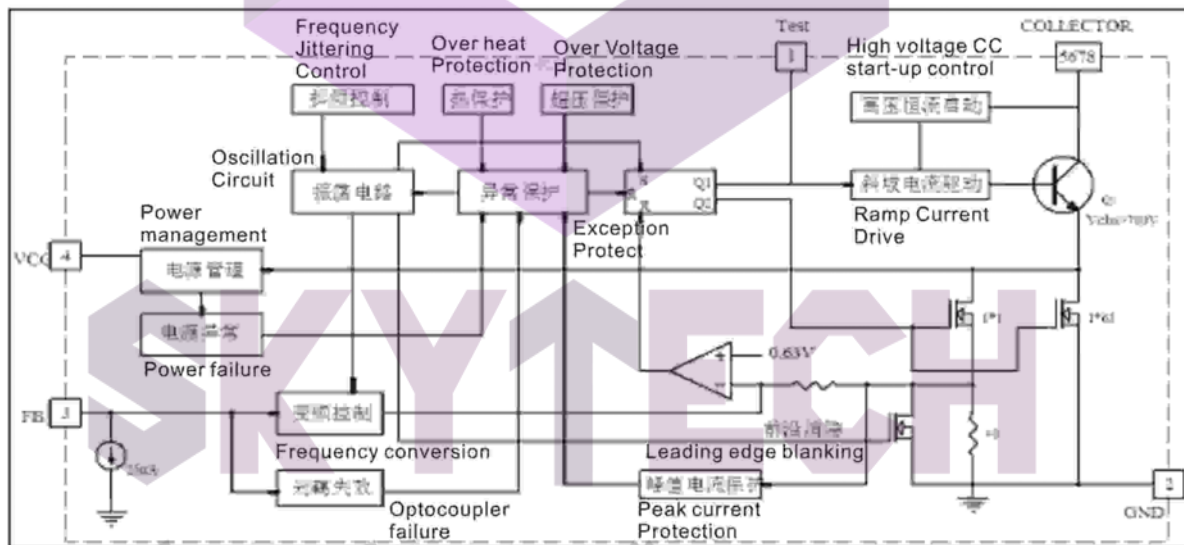 Frequency
Jittering
Control
Over heat
Protection
Over Voltage
Protection
Test
1
High voltage CC
start-up control
COLLECTOR
5678
抖频控制
热保护
超压保护
高压恒流启动
Oscillation
Circuit
振荡电路
异常保护
S
R
Q1
Q2
斜坡电流驱动
Exception
Protect
Ramp Current
Drive
Power
management
VCC
4
电源管理
电源异常
Power failure
1*1
0.63V
FB
3
变频控制
Frequency conversion
前沿消隐
Leading edge blanking
光耦失效
Optocoupler
failure
峰值电流保护
Peak current
Protection
2
GND
SKYTECH